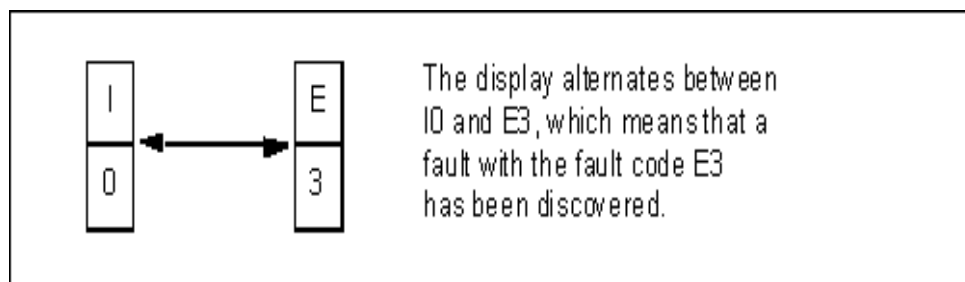 I
0
E
3
The display alternates between
I0 and E3, which means that a
fault with the fault code E3
has been discovered.